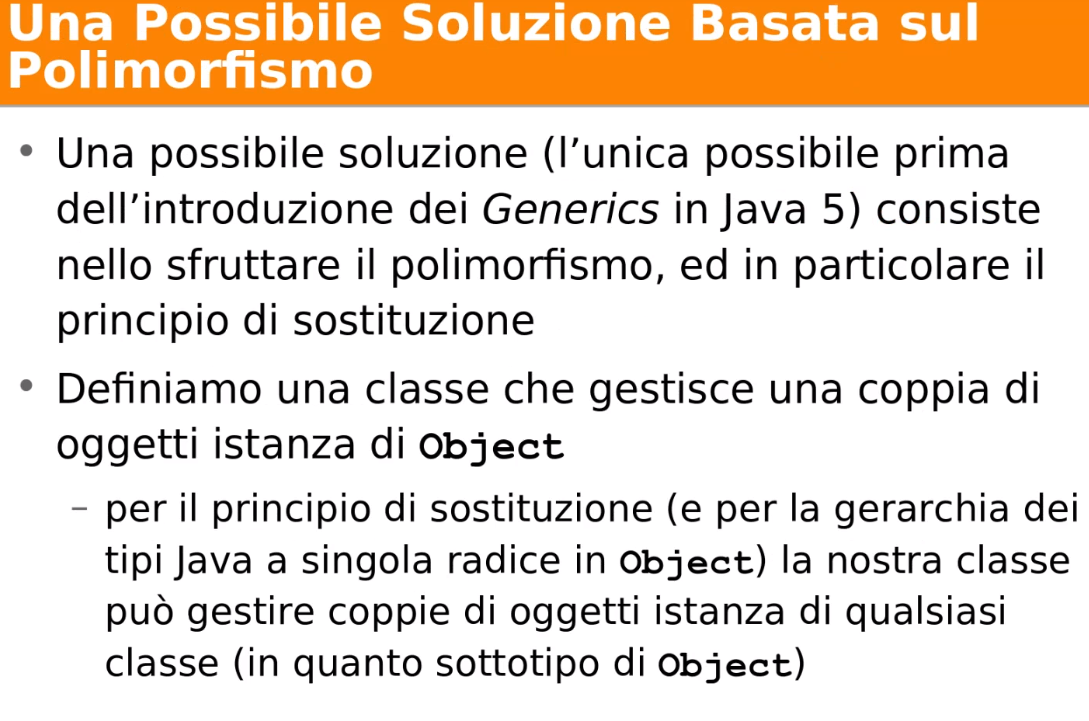 Una Possibile Soluzione Basata sul
Polimorfismo
• Una possibile soluzione (l’unica possibile prima
dell’introduzione dei Generics in Java 5) consiste
nello sfruttare il polimorfismo, ed in particolare il
principio di sostituzione
• Definiamo una classe che gestisce una coppia di
oggetti istanza di Object
– per il principio di sostituzione (e per la gerarchia dei
tipi Java a singola radice in Object) la nostra classe
può gestire coppie di oggetti istanza di qualsiasi
classe (in quanto sottotipo di Object)